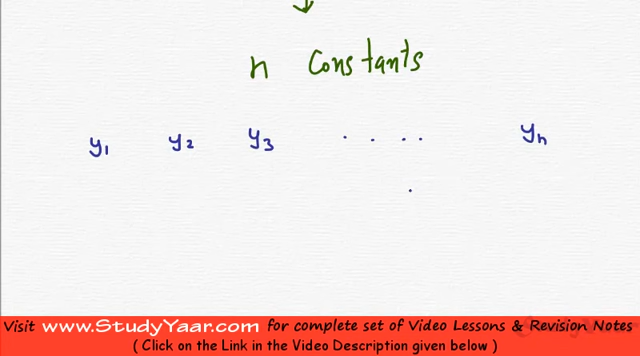 n Constants
y1 y2 y3 . . . . yn
Visit www.StudyYaar.com for complete set of Video Lessons & Revision Notes
( Click on the Link in the Video Description given below )